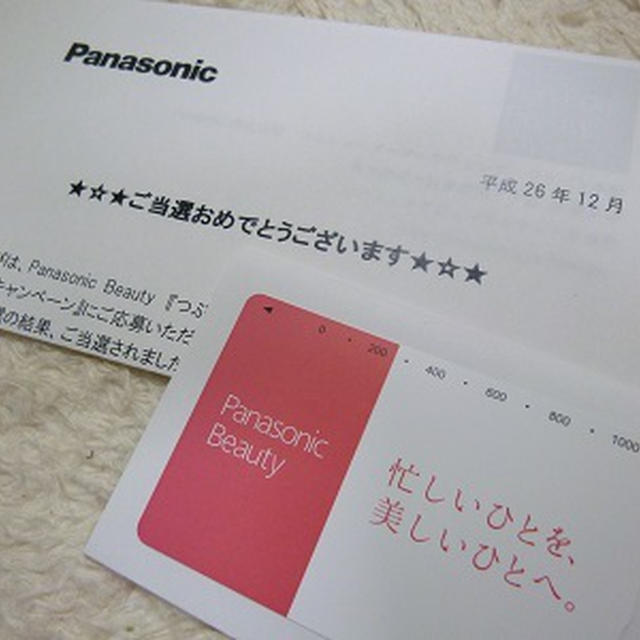 Panasonic
平成26年12月
★☆★ご当選おめでとうございます★☆★
は、Panasonic Beauty 『つぶ
キャンペーン』にご応募いただ
の結果、ご当選されました
0 ・ 200 ・ 400 ・ 600 ・ 800 ・ 1000
Panasonic
Beauty
忙しいひとを、
美しいひとへ。